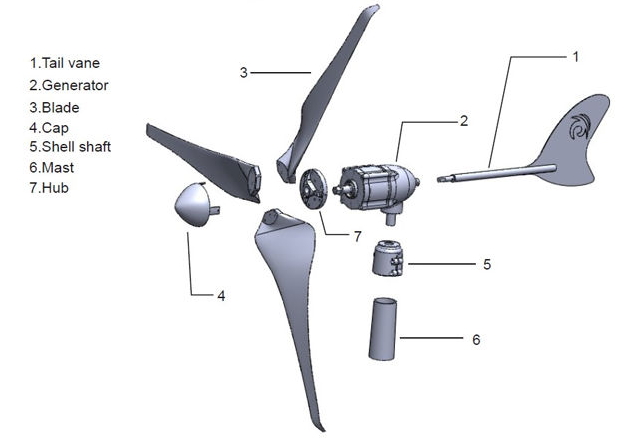 1.Tail vane
2.Generator
3.Blade
4.Cap
5.Shell shaft
6.Mast
7.Hub
1
3
2
7
5
4
6